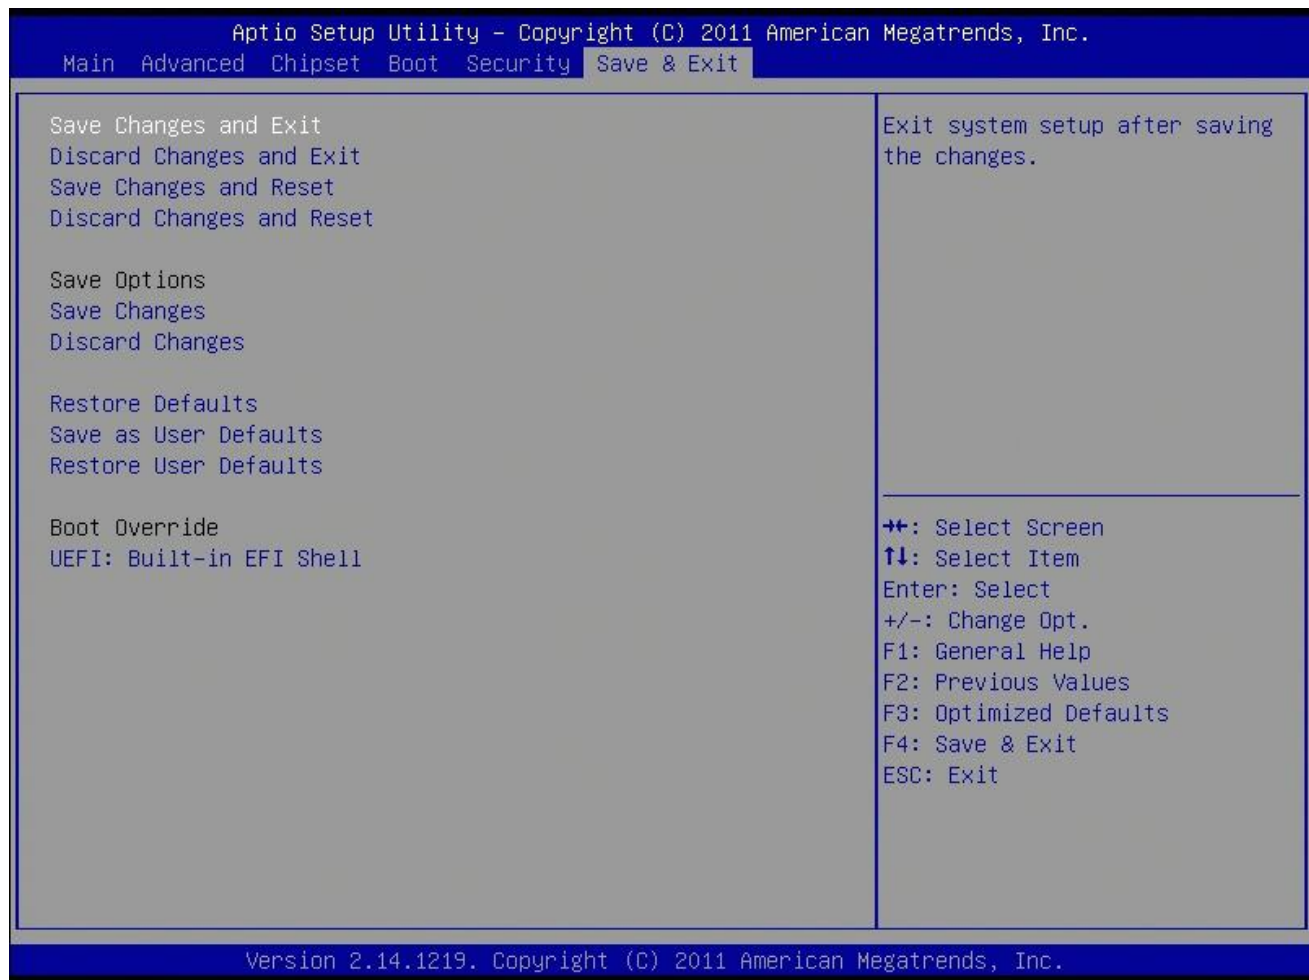 Aptio Setup Utility – Copyright (C) 2011 American Megatrends, Inc.
Main Advanced Chipset Boot Security Save & Exit
Save Changes and Exit
Discard Changes and Exit
Save Changes and Reset
Discard Changes and Reset
Save Options
Save Changes
Discard Changes
Restore Defaults
Save as User Defaults
Restore User Defaults
Boot Override
UEFI: Built-in EFI Shell
Exit system setup after saving
the changes.
→←: Select Screen
↑↓: Select Item
Enter: Select
+/-: Change Opt.
F1: General Help
F2: Previous Values
F3: Optimized Defaults
F4: Save & Exit
ESC: Exit
Version 2.14.1219. Copyright (C) 2011 American Megatrends, Inc.